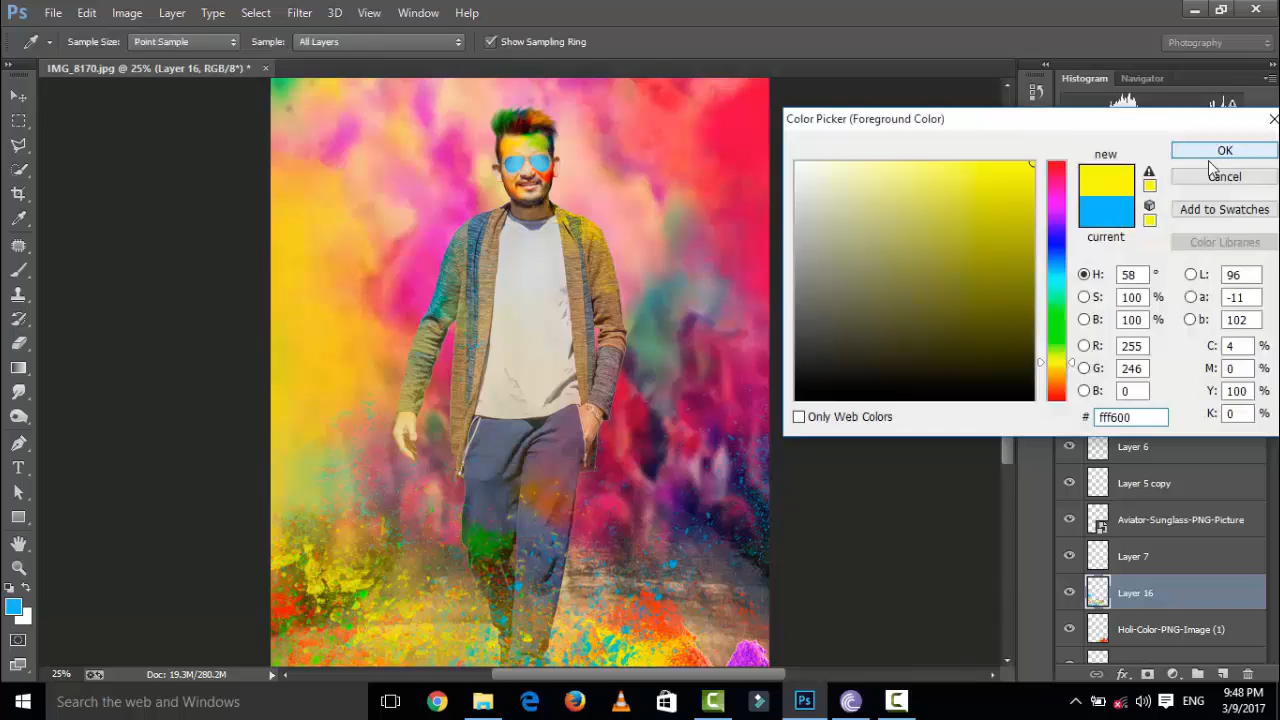 Ps File Edit Image Layer Type Select Filter 3D View Window Help
Sample Size: Point Sample Sample: All Layers Show Sampling Ring Photography
IMG_8170.jpg @ 25% (Layer 16, RGB/8*) * ×
Histogram Navigator
Color Picker (Foreground Color)
new
OK
Cancel
Add to Swatches
current
Color Libraries
H: 58 ° L: 96
S: 100 % a: -11
B: 100 % b: 102
R: 255 C: 4 %
G: 246 M: 0 %
B: 0 Y: 100 %
K: 0 %
Only Web Colors # fff600
Layer 6
Layer 5 copy
Aviator-Sunglass-PNG-Picture
Layer 7
Layer 16
Holi-Color-PNG-Image (1)
25% Doc: 19.3M/280.2M
Search the web and Windows
ENG
9:48 PM
3/9/2017